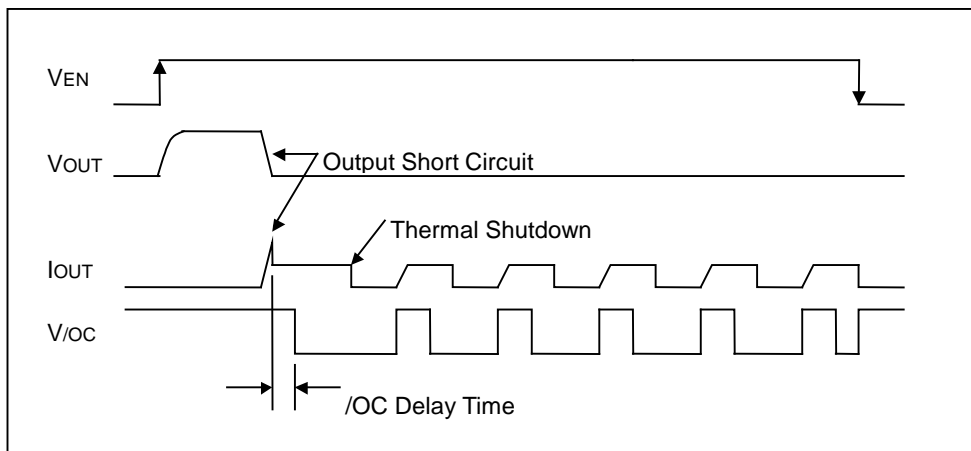 VEN
VOUT
Output Short Circuit
Thermal Shutdown
IOUT
V/OC
/OC Delay Time